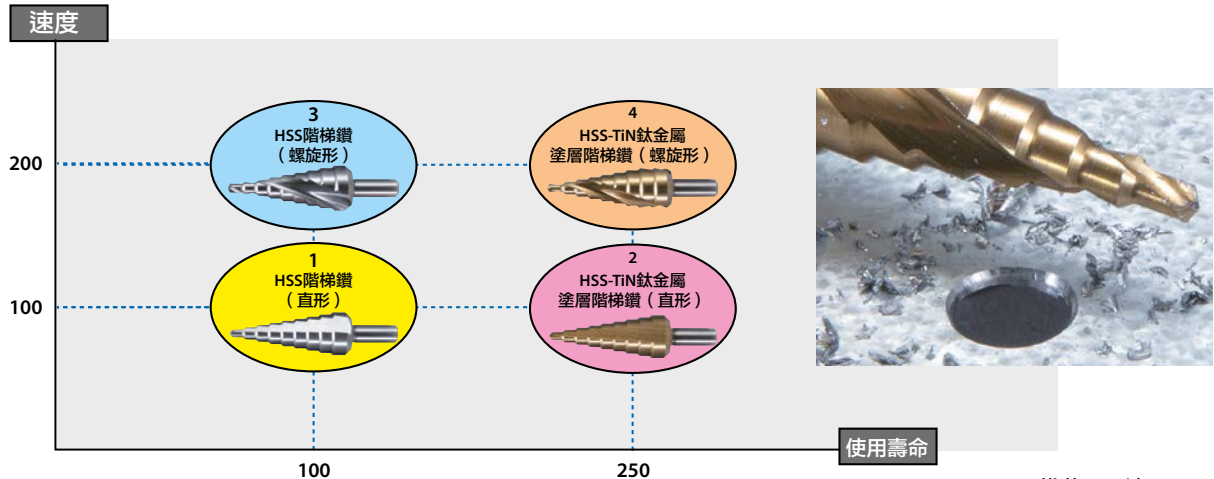 速度
3
HSS階梯鑽
（螺旋形）
4
HSS-TiN鈦金屬
塗層階梯鑽（螺旋形）
200
1
HSS階梯鑽
（直形）
2
HSS-TiN鈦金屬
塗層階梯鑽（直形）
100
使用壽命
100
250